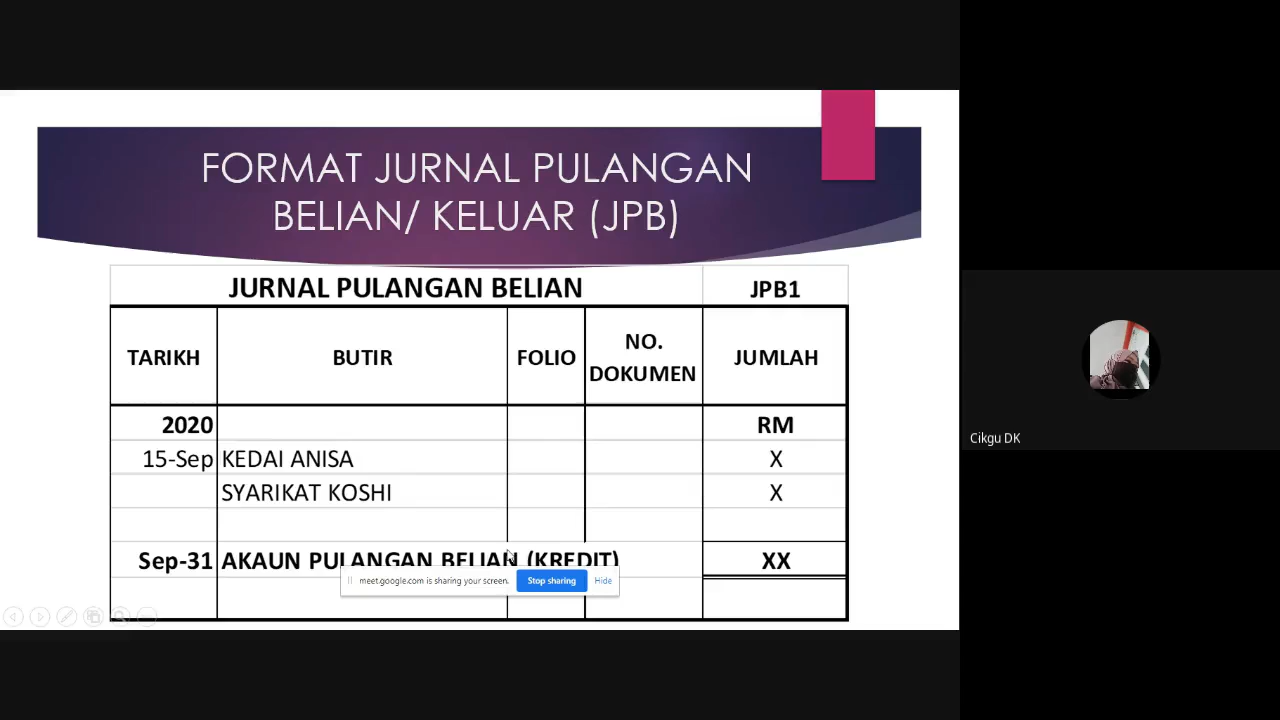 FORMAT JURNAL PULANGAN
BELIAN/ KELUAR (JPB)
JURNAL PULANGAN BELIAN JPB1
TARIKH BUTIR FOLIO NO. DOKUMEN JUMLAH
2020 RM
15-Sep KEDAI ANISA X
SYARIKAT KOSHI X
Sep-31 AKAUN PULANGAN BELIAN (KREDIT) XX
meet.google.com is sharing your screen. Stop sharing Hide
Cikgu DK